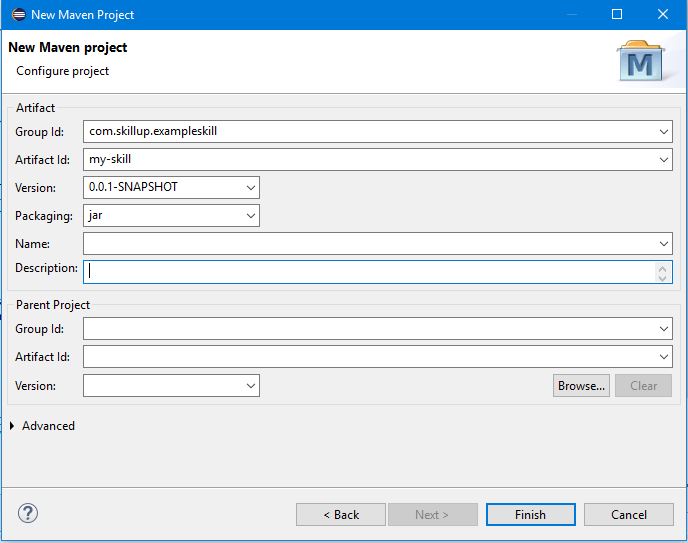 New Maven Project
New Maven project
Configure project
M
Artifact
Group Id: com.skillup.exampleskill
Artifact Id: my-skill
Version: 0.0.1-SNAPSHOT
Packaging: jar
Name:
Description:
Parent Project
Group Id:
Artifact Id:
Version: Browse... Clear
Advanced
? < Back Next > Finish Cancel